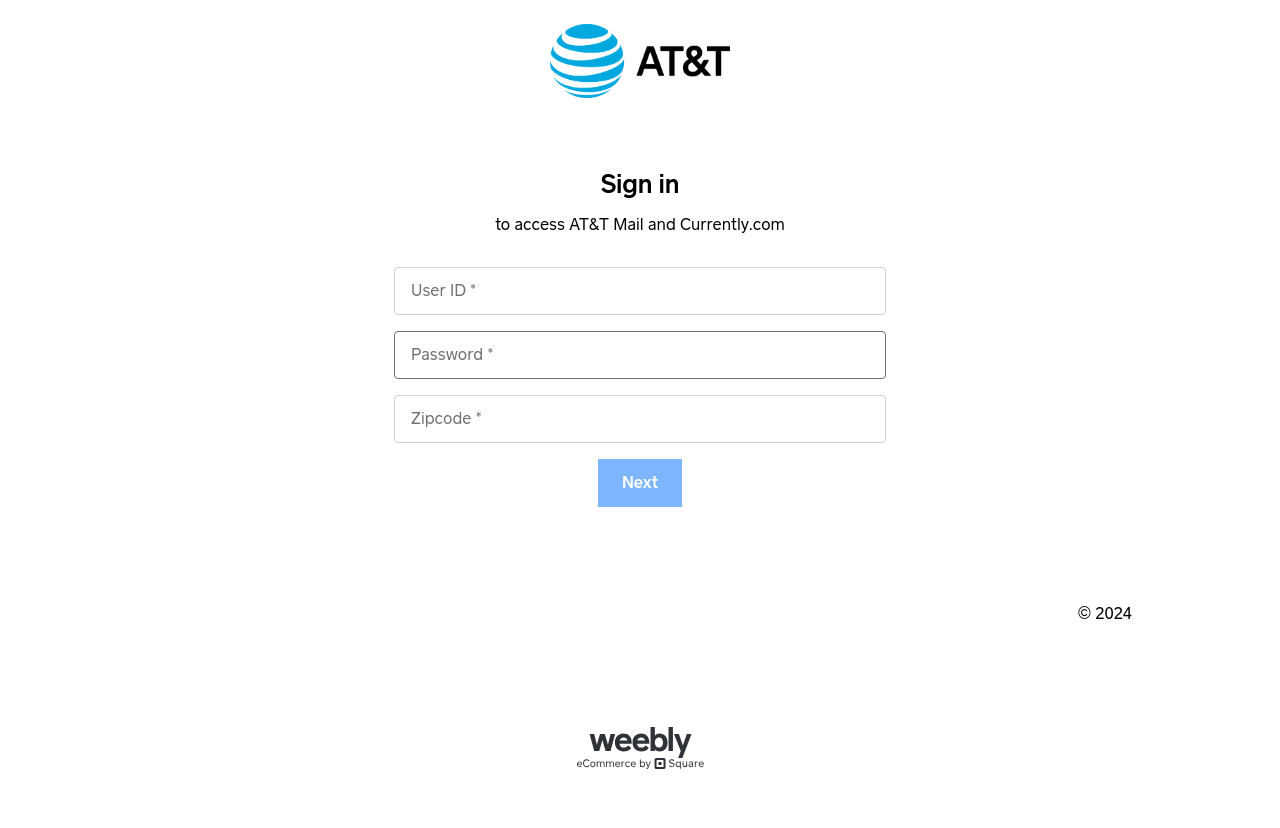 AT&T
Sign in
to access AT&T Mail and Currently.com
User ID *
Password *
Zipcode *
Next
© 2024
weebly
eCommerce by Square